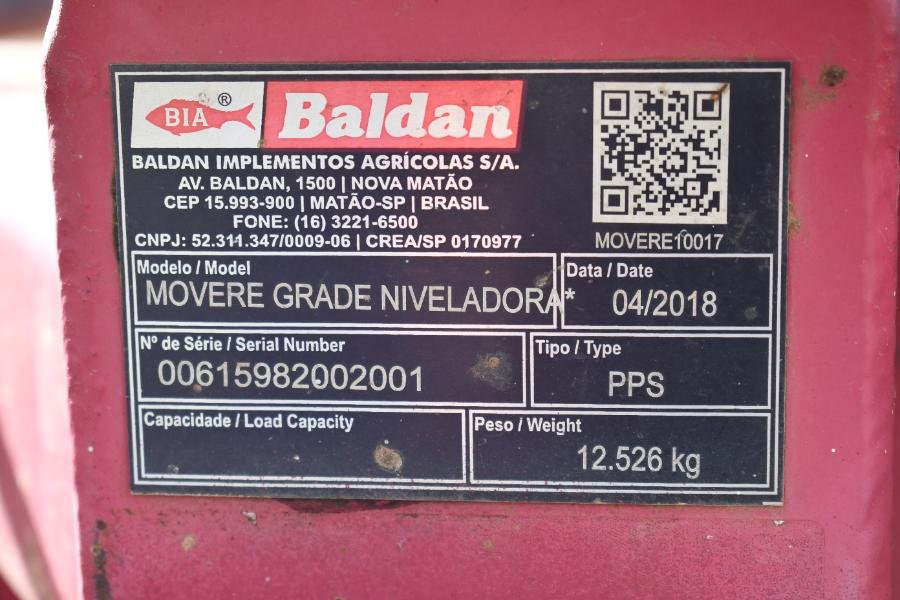 BIA ®
Baldan
BALDAN IMPLEMENTOS AGRÍCOLAS S/A.
AV. BALDAN, 1500 | NOVA MATÃO
CEP 15.993-900 | MATÃO-SP | BRASIL
FONE: (16) 3221-6500
CNPJ: 52.311.347/0009-06 | CREA/SP 0170977
MOVERE10017
Modelo / Model
MOVERE GRADE NIVELADORA*
Data / Date
04/2018
Nº de Série / Serial Number
00615982002001
Tipo / Type
PPS
Capacidade / Load Capacity
Peso / Weight
12.526 kg